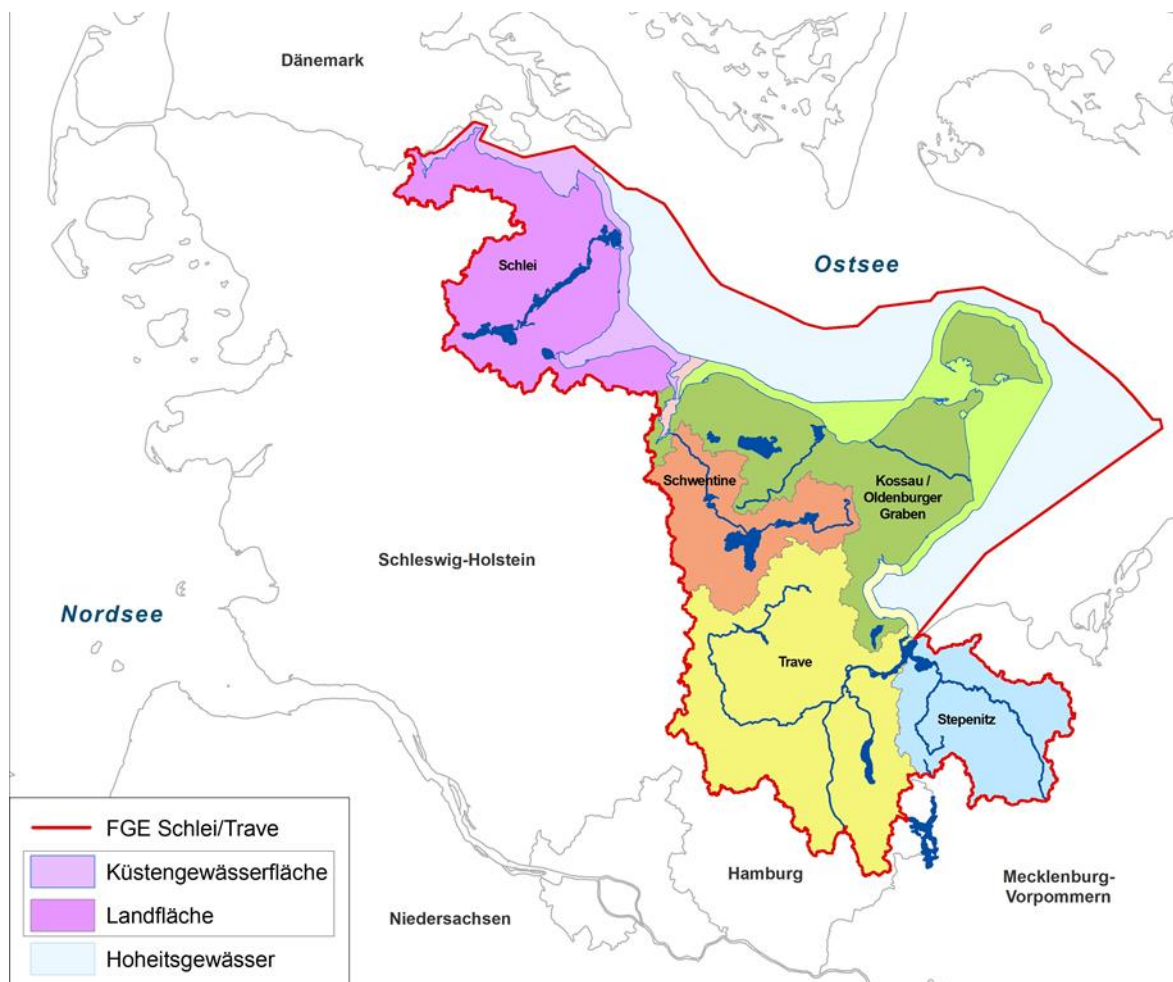 Dänemark
Ostsee
Schlei
Schwentine
Kossau /
Oldenburger
Graben
Schleswig-Holstein
Nordsee
Trave
Stepenitz
Hamburg
Mecklenburg-
Vorpommern
Niedersachsen
FGE Schlei/Trave
Küstengewässerfläche
Landfläche
Hoheitsgewässer